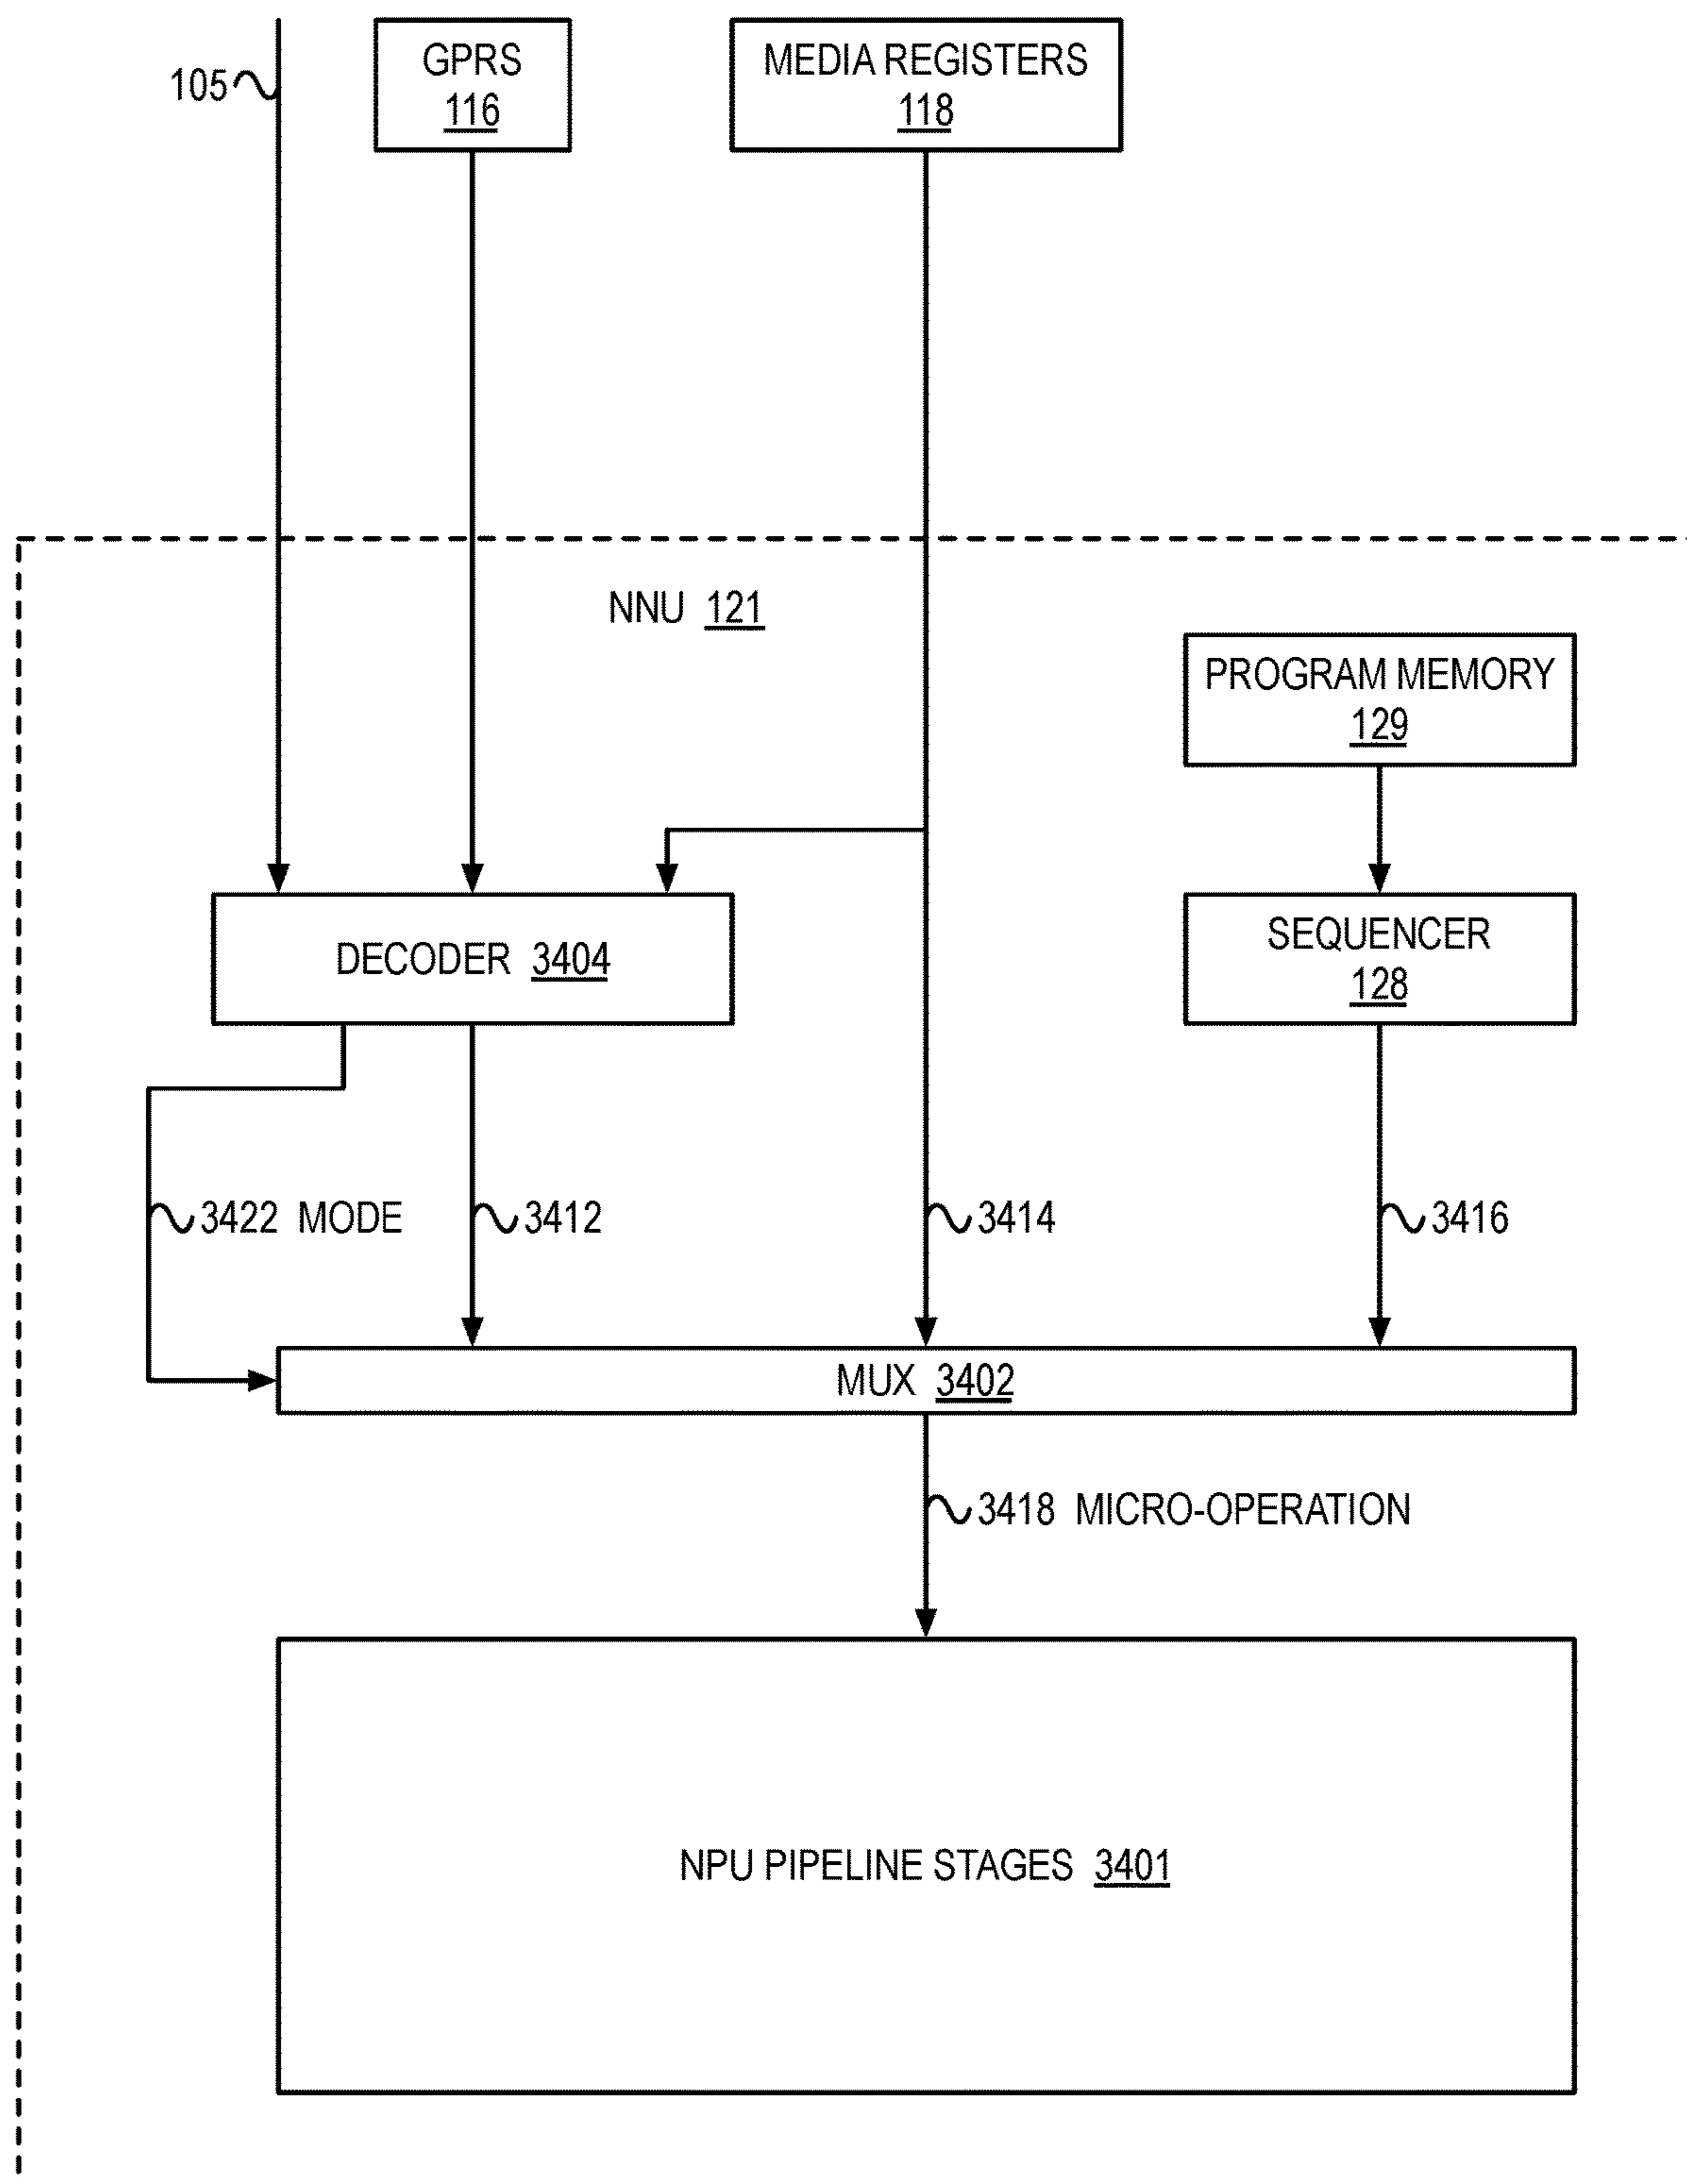 105
GPRS
116
MEDIA REGISTERS
118
NNU 121
PROGRAM MEMORY
129
DECODER 3404
SEQUENCER
128
3422 MODE
3412
3414
3416
MUX 3402
3418 MICRO-OPERATION
NPU PIPELINE STAGES 3401